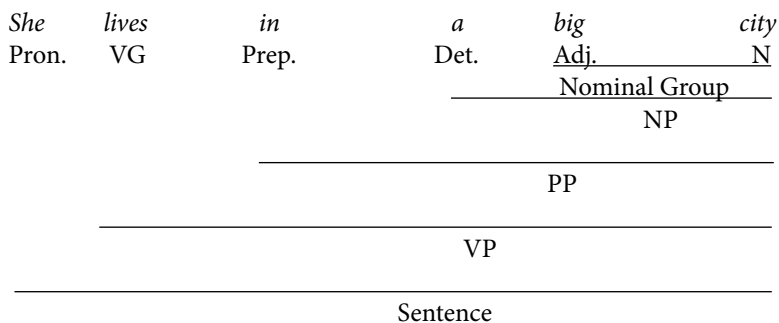 She lives in a big city
Pron. VG Prep. Det. Adj. N
Nominal Group
NP
PP
VP
Sentence